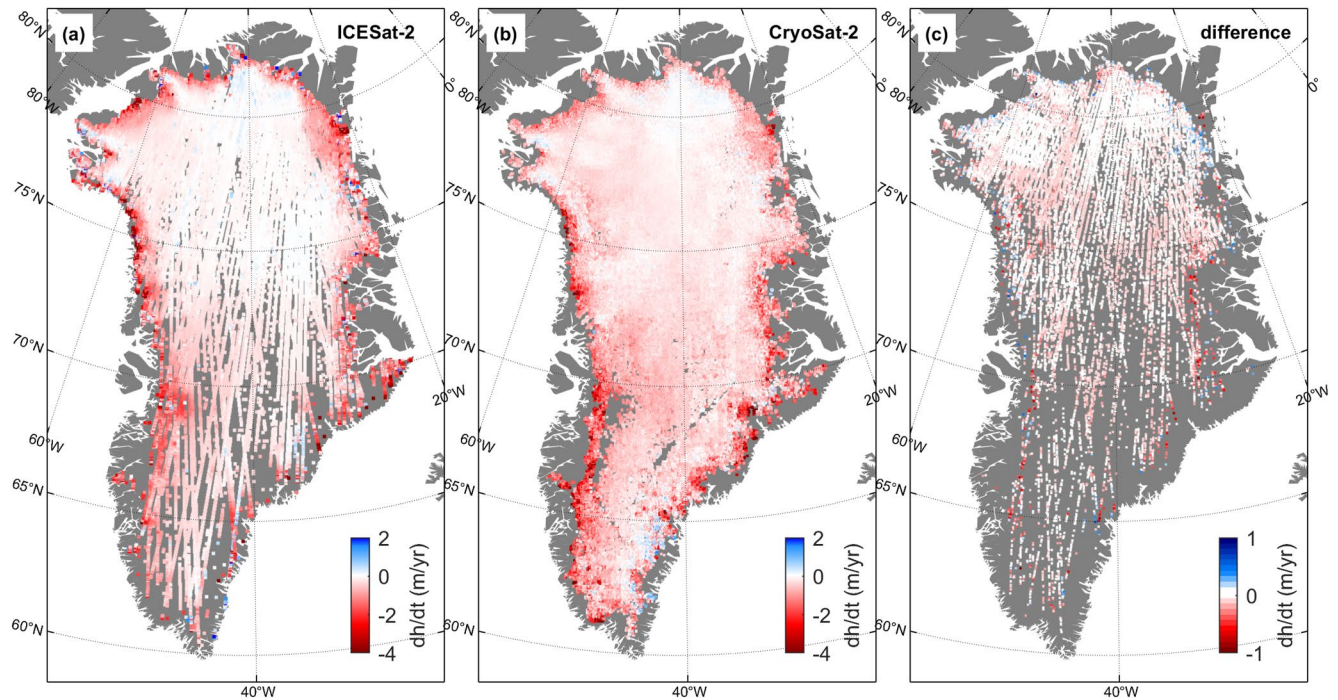 (a)
ICESat-2
80°W
80°N
75°N
70°N
60°W
65°N
60°N
40°W
0°
20°W
2
0
-2
-4
dh/dt (m/yr)
(b)
CryoSat-2
80°W
80°N
75°N
70°N
60°W
65°N
60°N
40°W
0°
20°W
2
0
-2
-4
dh/dt (m/yr)
(c)
difference
80°W
80°N
75°N
70°N
60°W
65°N
60°N
40°W
0°
20°W
1
0
-1
dh/dt (m/yr)